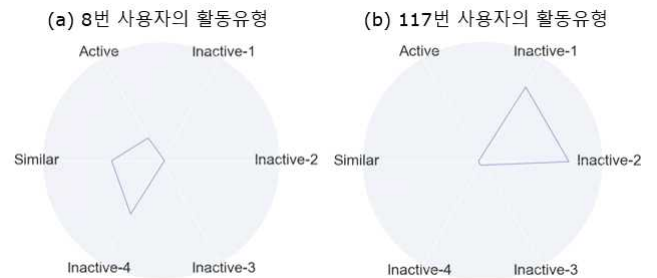 (a) 8번 사용자의 활동유형
(b) 117번 사용자의 활동유형
Active
Inactive-1
Similar
Inactive-2
Inactive-4
Inactive-3
Active
Inactive-1
Similar
Inactive-2
Inactive-4
Inactive-3